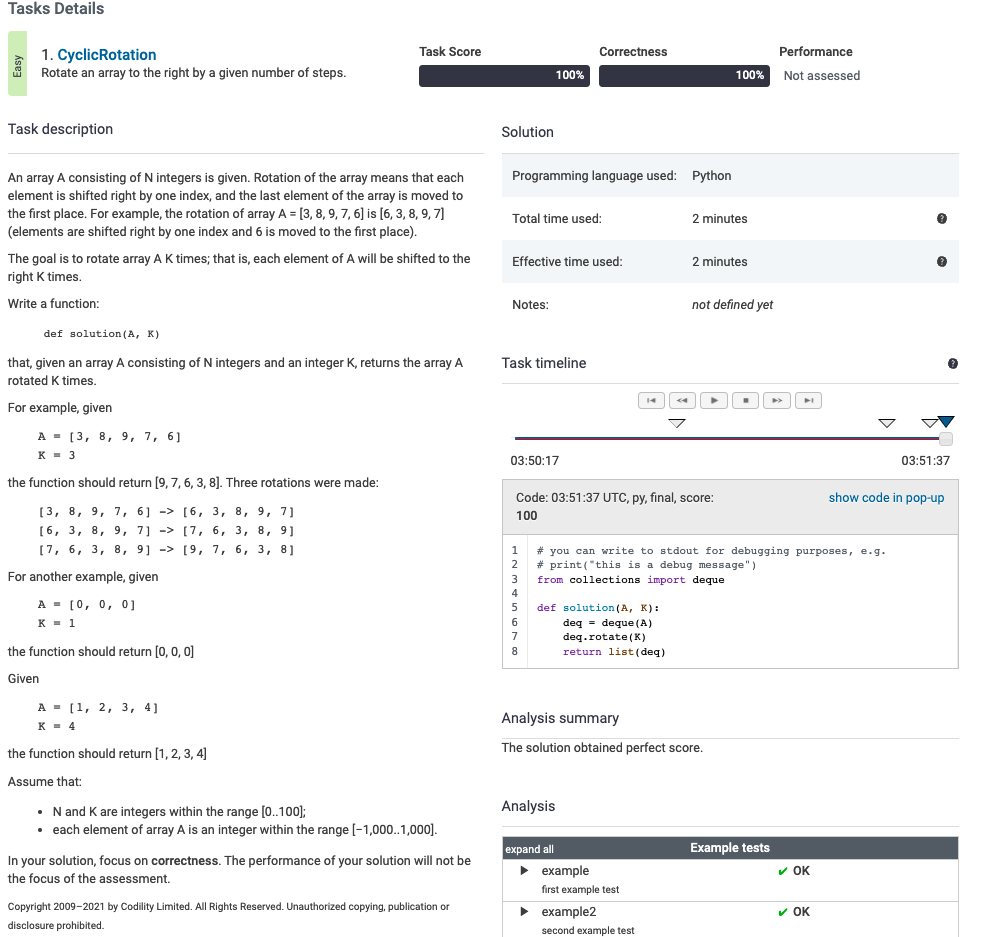 Tasks Details
Easy
1. CyclicRotation
Rotate an array to the right by a given number of steps.
Task Score
100%
Correctness
100%
Performance
Not assessed
Task description
An array A consisting of N integers is given. Rotation of the array means that each
element is shifted right by one index, and the last element of the array is moved to
the first place. For example, the rotation of array A = [3, 8, 9, 7, 6] is [6, 3, 8, 9, 7]
(elements are shifted right by one index and 6 is moved to the first place).
The goal is to rotate array A K times; that is, each element of A will be shifted to the
right K times.
Write a function:
def solution(A, K)
that, given an array A consisting of N integers and an integer K, returns the array A
rotated K times.
For example, given
A = [3, 8, 9, 7, 6]
K = 3
the function should return [9, 7, 6, 3, 8]. Three rotations were made:
[3, 8, 9, 7, 6] -> [6, 3, 8, 9, 7]
[6, 3, 8, 9, 7] -> [7, 6, 3, 8, 9]
[7, 6, 3, 8, 9] -> [9, 7, 6, 3, 8]
For another example, given
A = [0, 0, 0]
K = 1
the function should return [0, 0, 0]
Given
A = [1, 2, 3, 4]
K = 4
the function should return [1, 2, 3, 4]
Assume that:
• N and K are integers within the range [0..100];
• each element of array A is an integer within the range [−1,000..1,000].
In your solution, focus on correctness. The performance of your solution will not be
the focus of the assessment.
Copyright 2009–2021 by Codility Limited. All Rights Reserved. Unauthorized copying, publication or
disclosure prohibited.
Solution
Programming language used: Python
Total time used: 2 minutes ?
Effective time used: 2 minutes ?
Notes: not defined yet
Task timeline ?
03:50:17 03:51:37
Code: 03:51:37 UTC, py, final, score: show code in pop-up
100
1 # you can write to stdout for debugging purposes, e.g.
2 # print("this is a debug message")
3 from collections import deque
4
5 def solution(A, K):
6 deq = deque(A)
7 deq.rotate(K)
8 return list(deq)
Analysis summary
The solution obtained perfect score.
Analysis
expand all Example tests
▶ example ✔ OK
first example test
▶ example2 ✔ OK
second example test